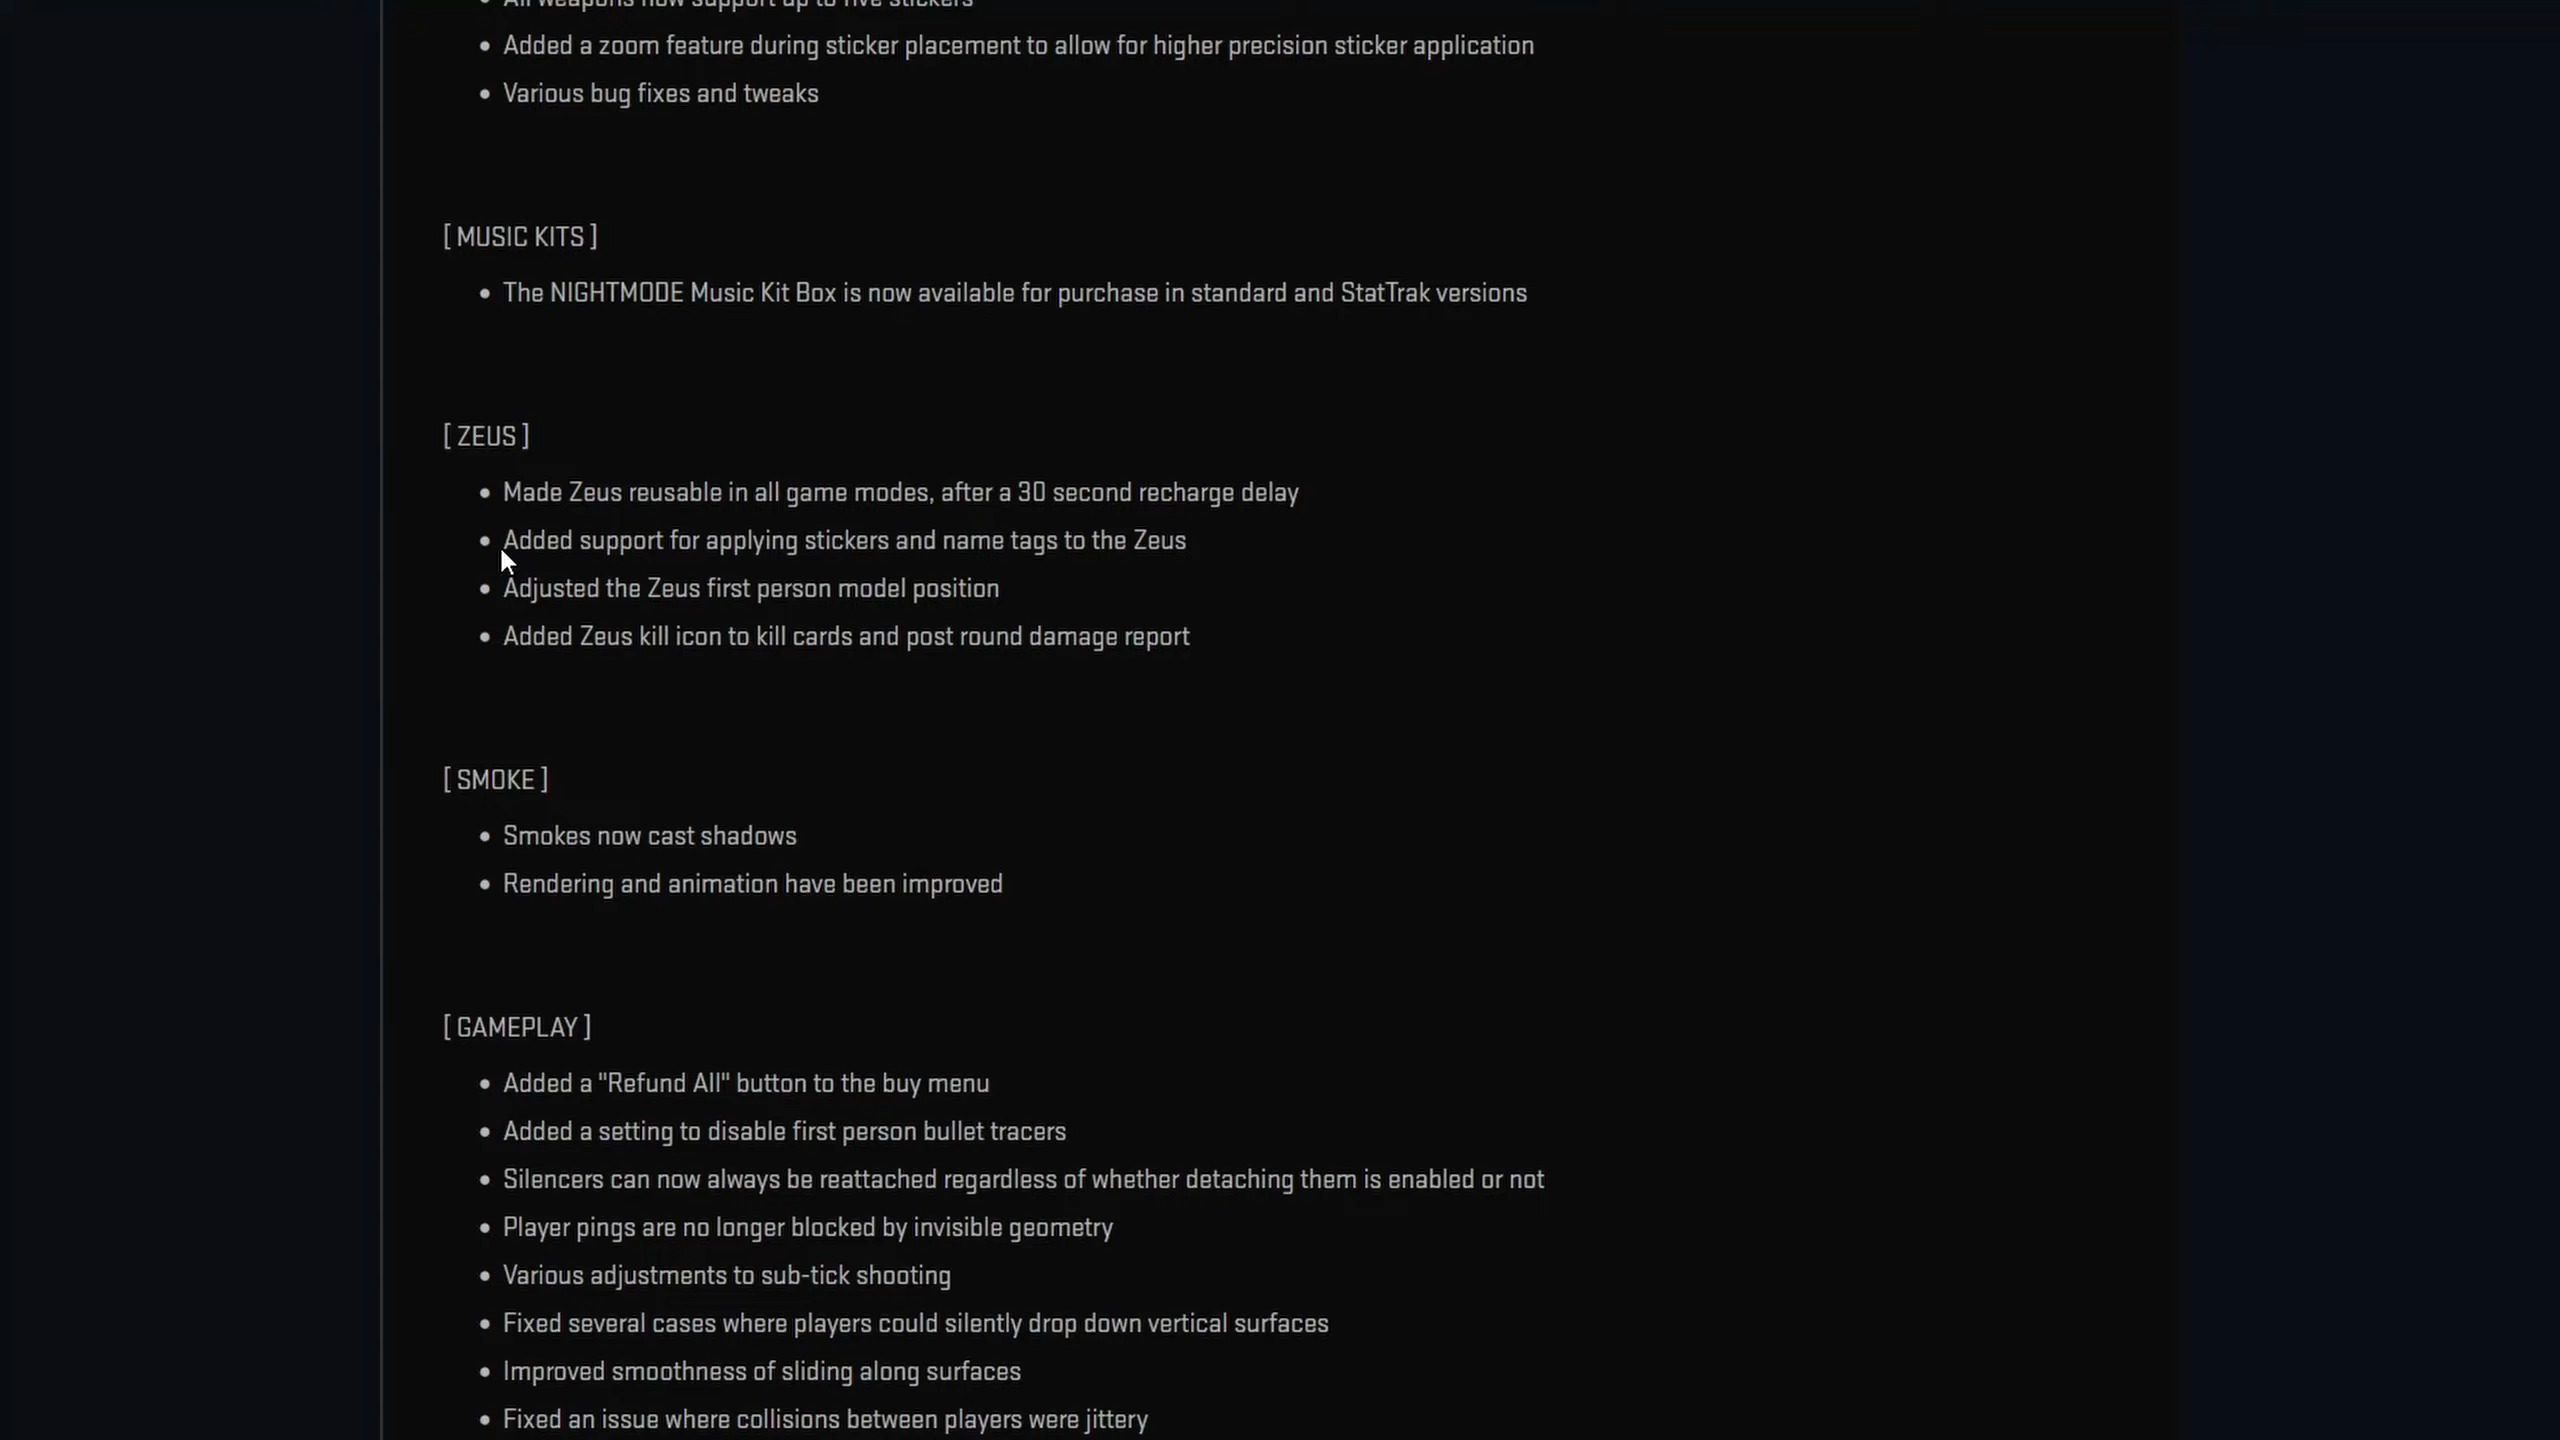 All weapons now support up to five stickers
• Added a zoom feature during sticker placement to allow for higher precision sticker application
• Various bug fixes and tweaks
[ MUSIC KITS ]
• The NIGHTMODE Music Kit Box is now available for purchase in standard and StatTrak versions
[ ZEUS ]
• Made Zeus reusable in all game modes, after a 30 second recharge delay
• Added support for applying stickers and name tags to the Zeus
• Adjusted the Zeus first person model position
• Added Zeus kill icon to kill cards and post round damage report
[ SMOKE ]
• Smokes now cast shadows
• Rendering and animation have been improved
[ GAMEPLAY ]
• Added a "Refund All" button to the buy menu
• Added a setting to disable first person bullet tracers
• Silencers can now always be reattached regardless of whether detaching them is enabled or not
• Player pings are no longer blocked by invisible geometry
• Various adjustments to sub-tick shooting
• Fixed several cases where players could silently drop down vertical surfaces
• Improved smoothness of sliding along surfaces
• Fixed an issue where collisions between players were jittery